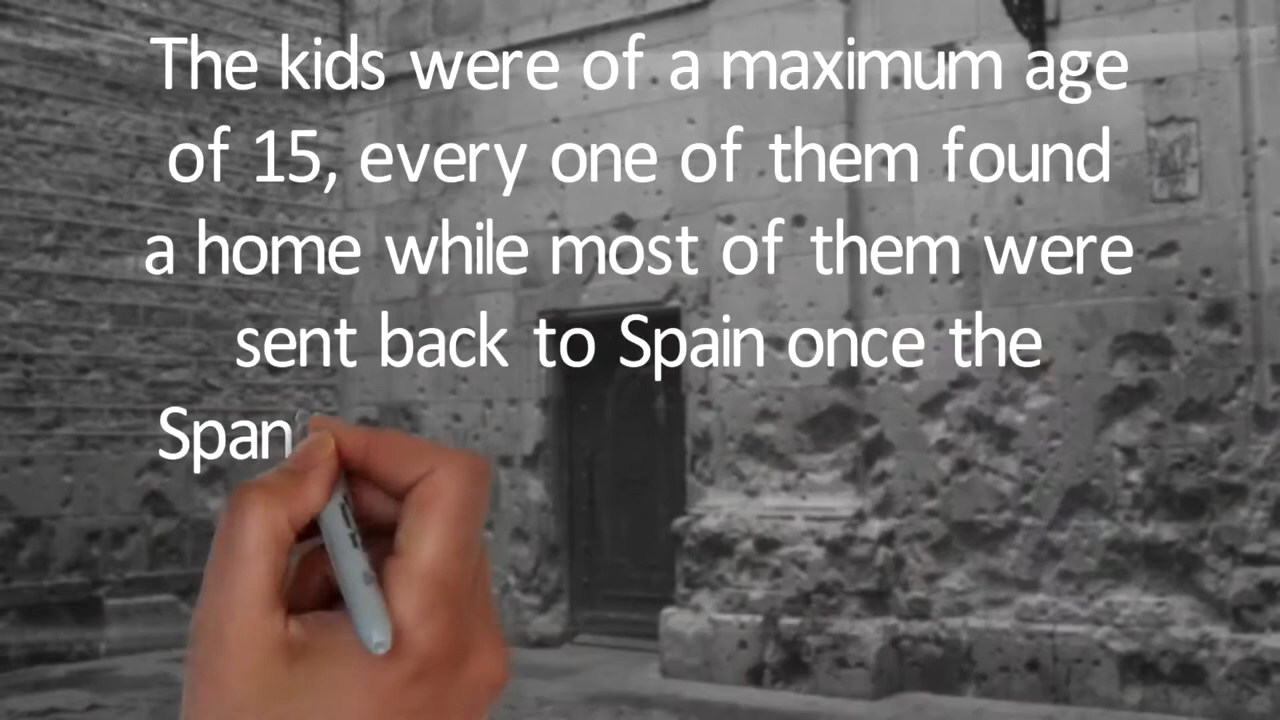 The kids were of a maximum age
of 15, every one of them found
a home while most of them were
sent back to Spain once the
Span